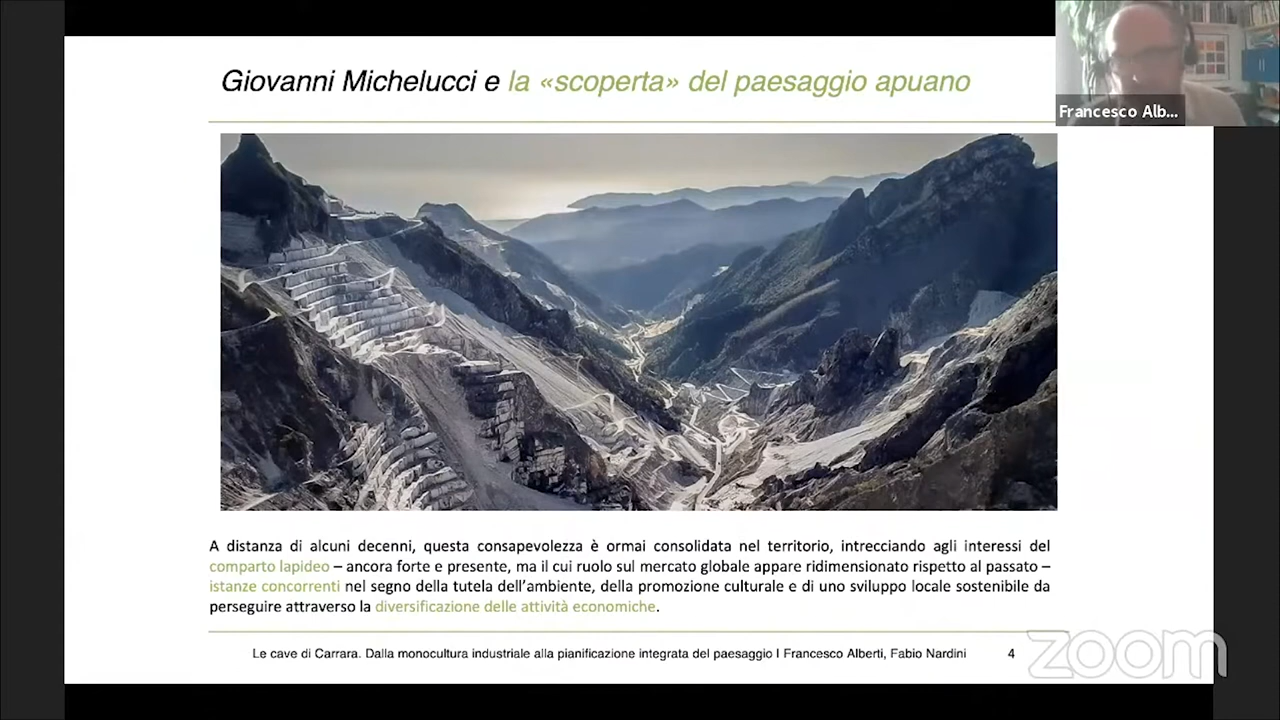 Giovanni Michelucci e la «scoperta» del paesaggio apuano
Francesco Alb...
A distanza di alcuni decenni, questa consapevolezza è ormai consolidata nel territorio, intrecciando agli interessi del
comparto lapideo – ancora forte e presente, ma il cui ruolo sul mercato globale appare ridimensionato rispetto al passato –
istanze concorrenti nel segno della tutela dell'ambiente, della promozione culturale e di uno sviluppo locale sostenibile da
perseguire attraverso la diversificazione delle attività economiche.
Le cave di Carrara. Dalla monocultura industriale alla pianificazione integrata del paesaggio I Francesco Alberti, Fabio Nardini 4
zoom